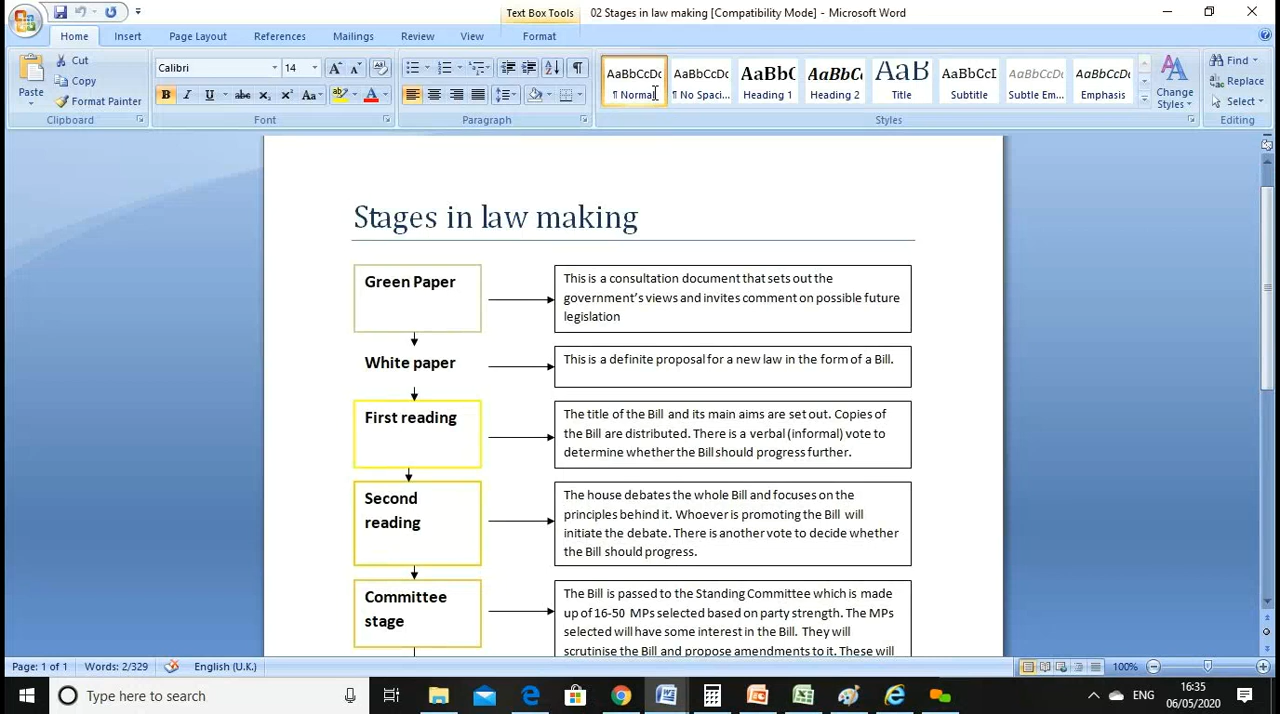 Text Box Tools
02 Stages in law making [Compatibility Mode] - Microsoft Word
Home Insert Page Layout References Mailings Review View Format
Paste
Cut
Copy
Format Painter
Clipboard
Calibri 14
B I U abc X₂ X² Aa
Font
Paragraph
AaBbCcDc AaBbCcDc AaBbC AaBbC AaB AaBbCcI AaBbCcDc AaBbCcDc
¶ Normal ¶ No Spaci... Heading 1 Heading 2 Title Subtitle Subtle Em... Emphasis
Change
Styles
Styles
Find
Replace
Select
Editing
Stages in law making
Green Paper
This is a consultation document that sets out the
government’s views and invites comment on possible future
legislation
White paper
This is a definite proposal for a new law in the form of a Bill.
First reading
The title of the Bill and its main aims are set out. Copies of
the Bill are distributed. There is a verbal (informal) vote to
determine whether the Bill should progress further.
Second
reading
The house debates the whole Bill and focuses on the
principles behind it. Whoever is promoting the Bill will
initiate the debate. There is another vote to decide whether
the Bill should progress.
Committee
stage
The Bill is passed to the Standing Committee which is made
up of 16-50 MPs selected based on party strength. The MPs
selected will have some interest in the Bill. They will
scrutinise the Bill and propose amendments to it. These will
Page: 1 of 1 Words: 2/329 English (U.K.) 100%
Type here to search
ENG
16:35
06/05/2020